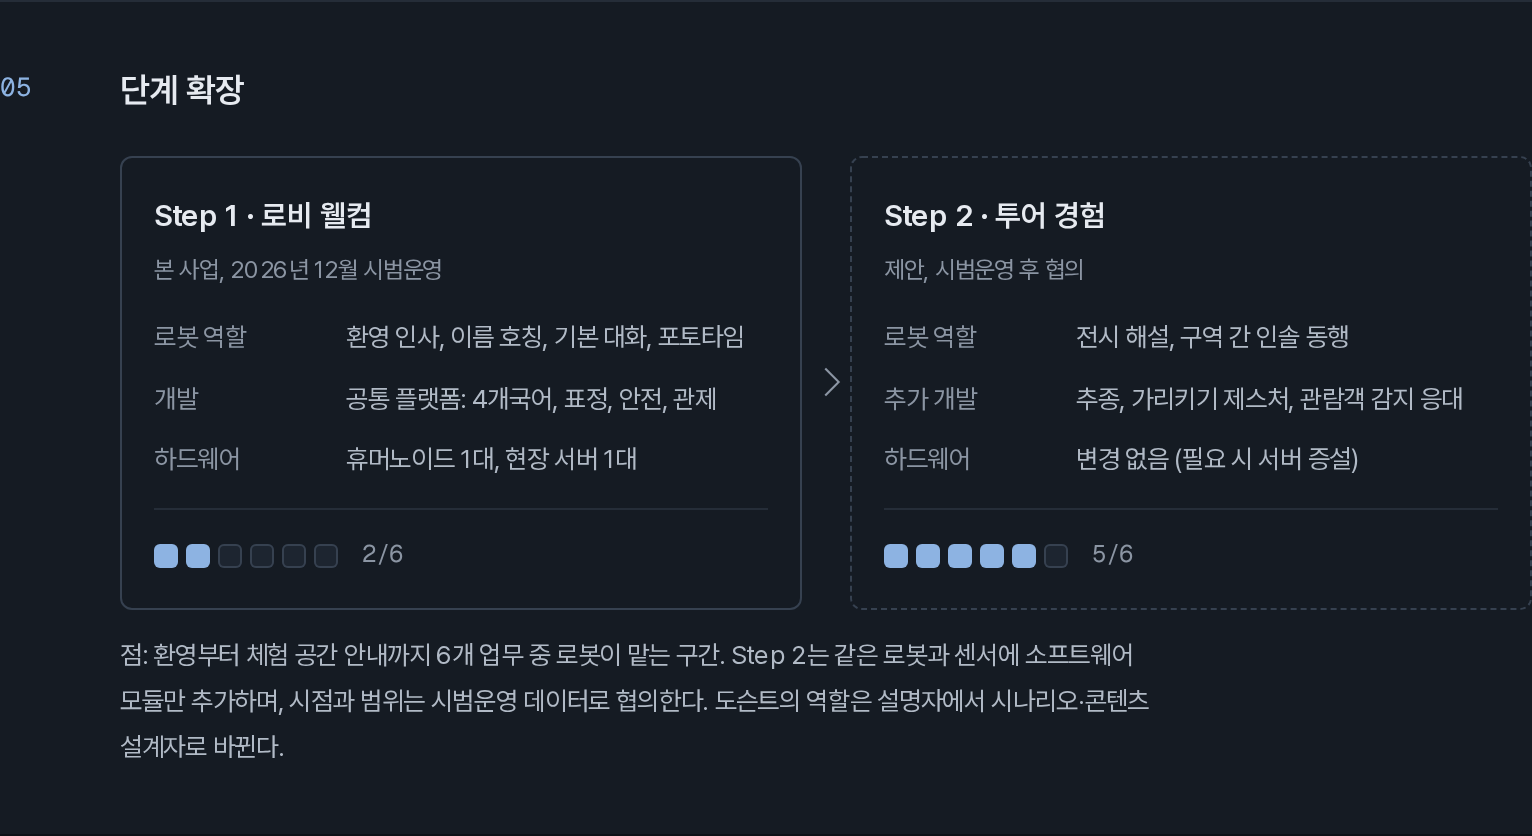 05
단계 확장
Step 1 · 로비 웰컴
본 사업, 2026년 12월 시범운영
로봇 역할 환영 인사, 이름 호칭, 기본 대화, 포토타임
개발 공통 플랫폼: 4개국어, 표정, 안전, 관제
하드웨어 휴머노이드 1대, 현장 서버 1대
2/6
Step 2 · 투어 경험
제안, 시범운영 후 협의
로봇 역할 전시 해설, 구역 간 인솔 동행
추가 개발 추종, 가리키기 제스처, 관람객 감지 응대
하드웨어 변경 없음 (필요 시 서버 증설)
5/6
점: 환영부터 체험 공간 안내까지 6개 업무 중 로봇이 맡는 구간. Step 2는 같은 로봇과 센서에 소프트웨어
모듈만 추가하며, 시점과 범위는 시범운영 데이터로 협의한다. 도슨트의 역할은 설명자에서 시나리오·콘텐츠
설계자로 바뀐다.